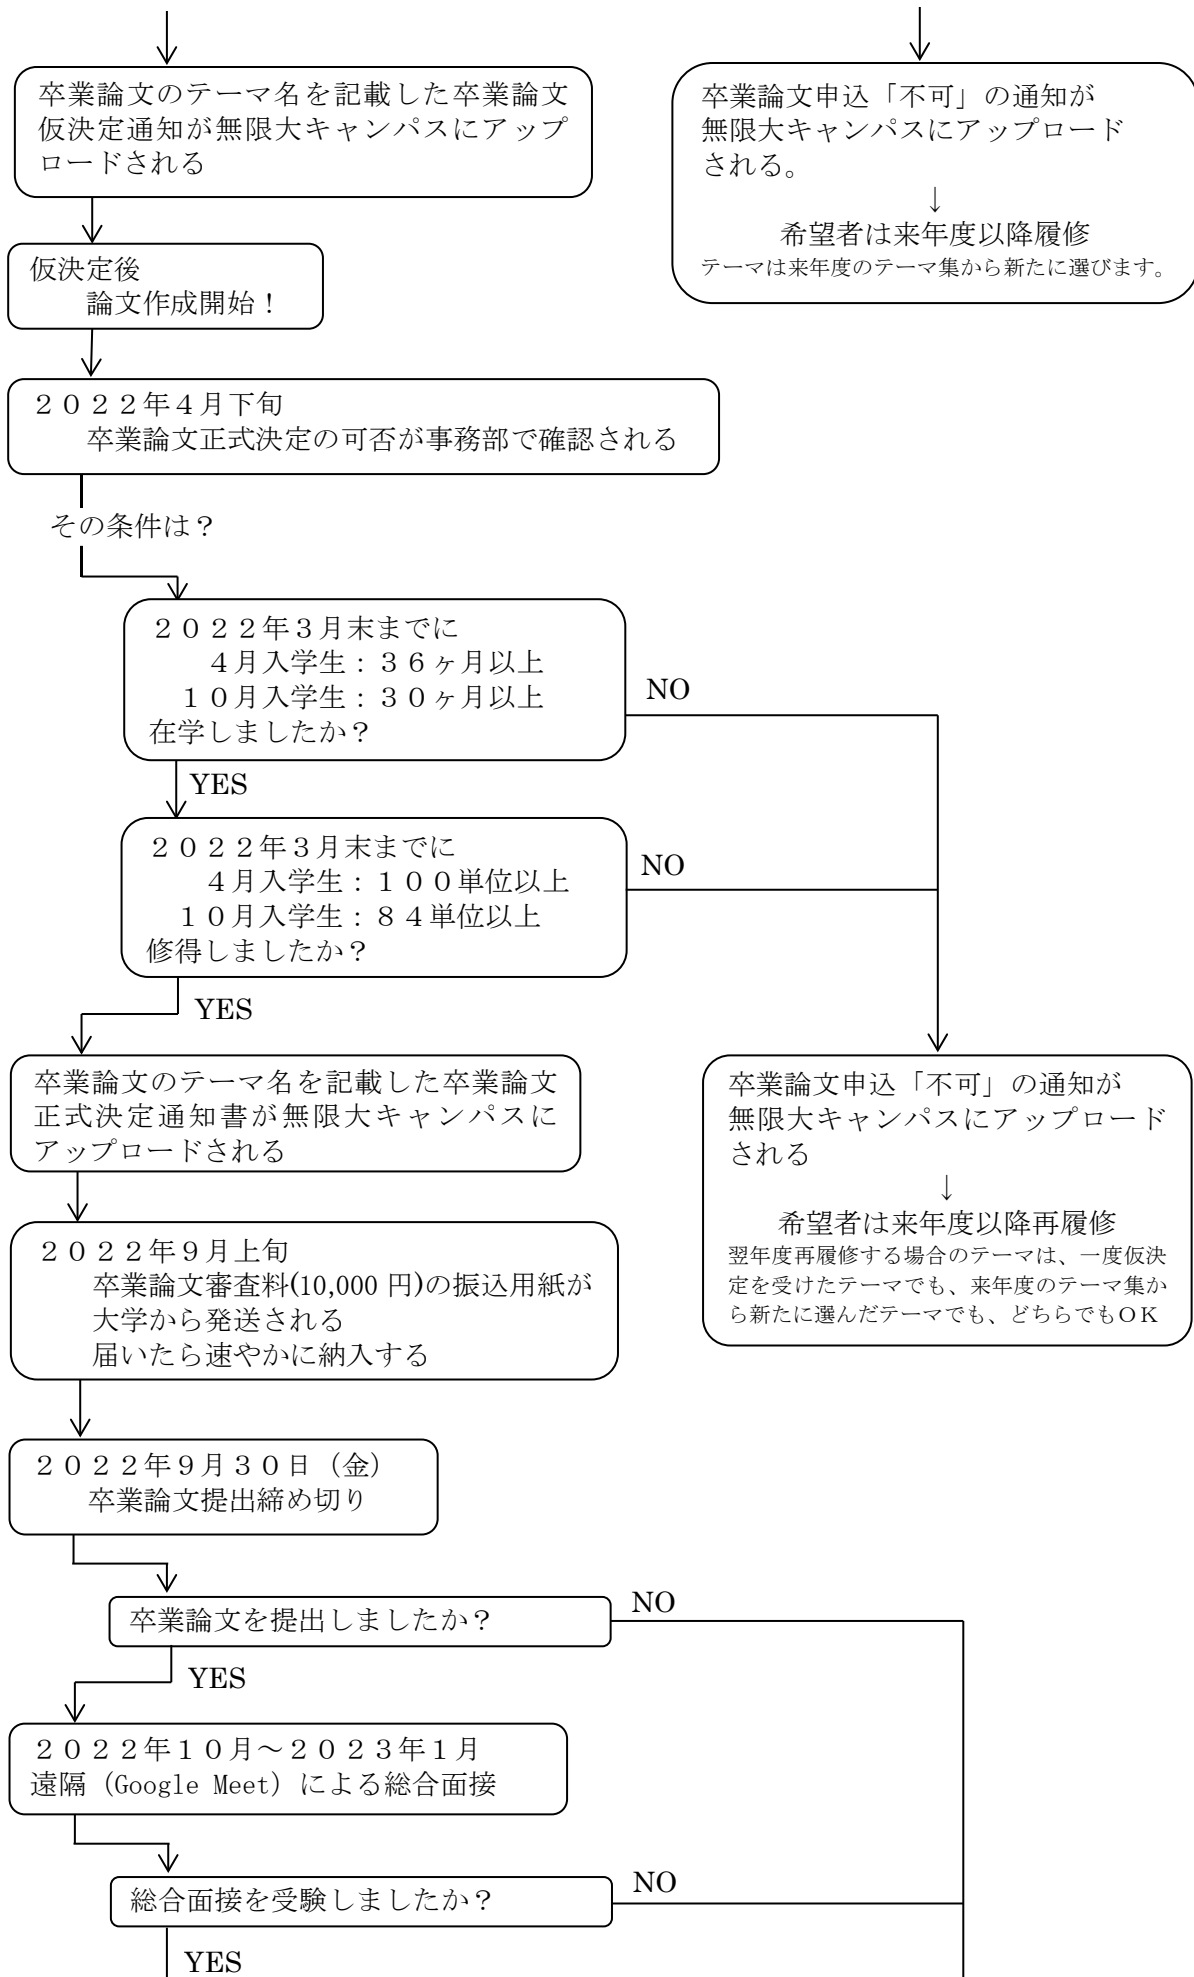 卒業論文のテーマ名を記載した卒業論文
仮決定通知が無限大キャンパスにアップ
ロードされる
卒業論文申込「不可」の通知が
無限大キャンパスにアップロード
される。
↓
希望者は来年度以降履修
テーマは来年度のテーマ集から新たに選びます。
仮決定後
論文作成開始！
２０２２年４月下旬
卒業論文正式決定の可否が事務部で確認される
その条件は？
２０２２年３月末までに
４月入学生：３６ヶ月以上
１０月入学生：３０ヶ月以上
在学しましたか？
NO
YES
２０２２年３月末までに
４月入学生：１００単位以上
１０月入学生：８４単位以上
修得しましたか？
NO
YES
卒業論文のテーマ名を記載した卒業論文
正式決定通知書が無限大キャンパスに
アップロードされる
卒業論文申込「不可」の通知が
無限大キャンパスにアップロード
される
↓
希望者は来年度以降再履修
翌年度再履修する場合のテーマは、一度仮決
定を受けたテーマでも、来年度のテーマ集か
ら新たに選んだテーマでも、どちらでもＯＫ
２０２２年９月上旬
卒業論文審査料(10,000 円)の振込用紙が
大学から発送される
届いたら速やかに納入する
２０２２年９月３０日（金）
卒業論文提出締め切り
卒業論文を提出しましたか？
NO
YES
２０２２年１０月～２０２３年１月
遠隔（Google Meet）による総合面接
総合面接を受験しましたか？
NO
YES